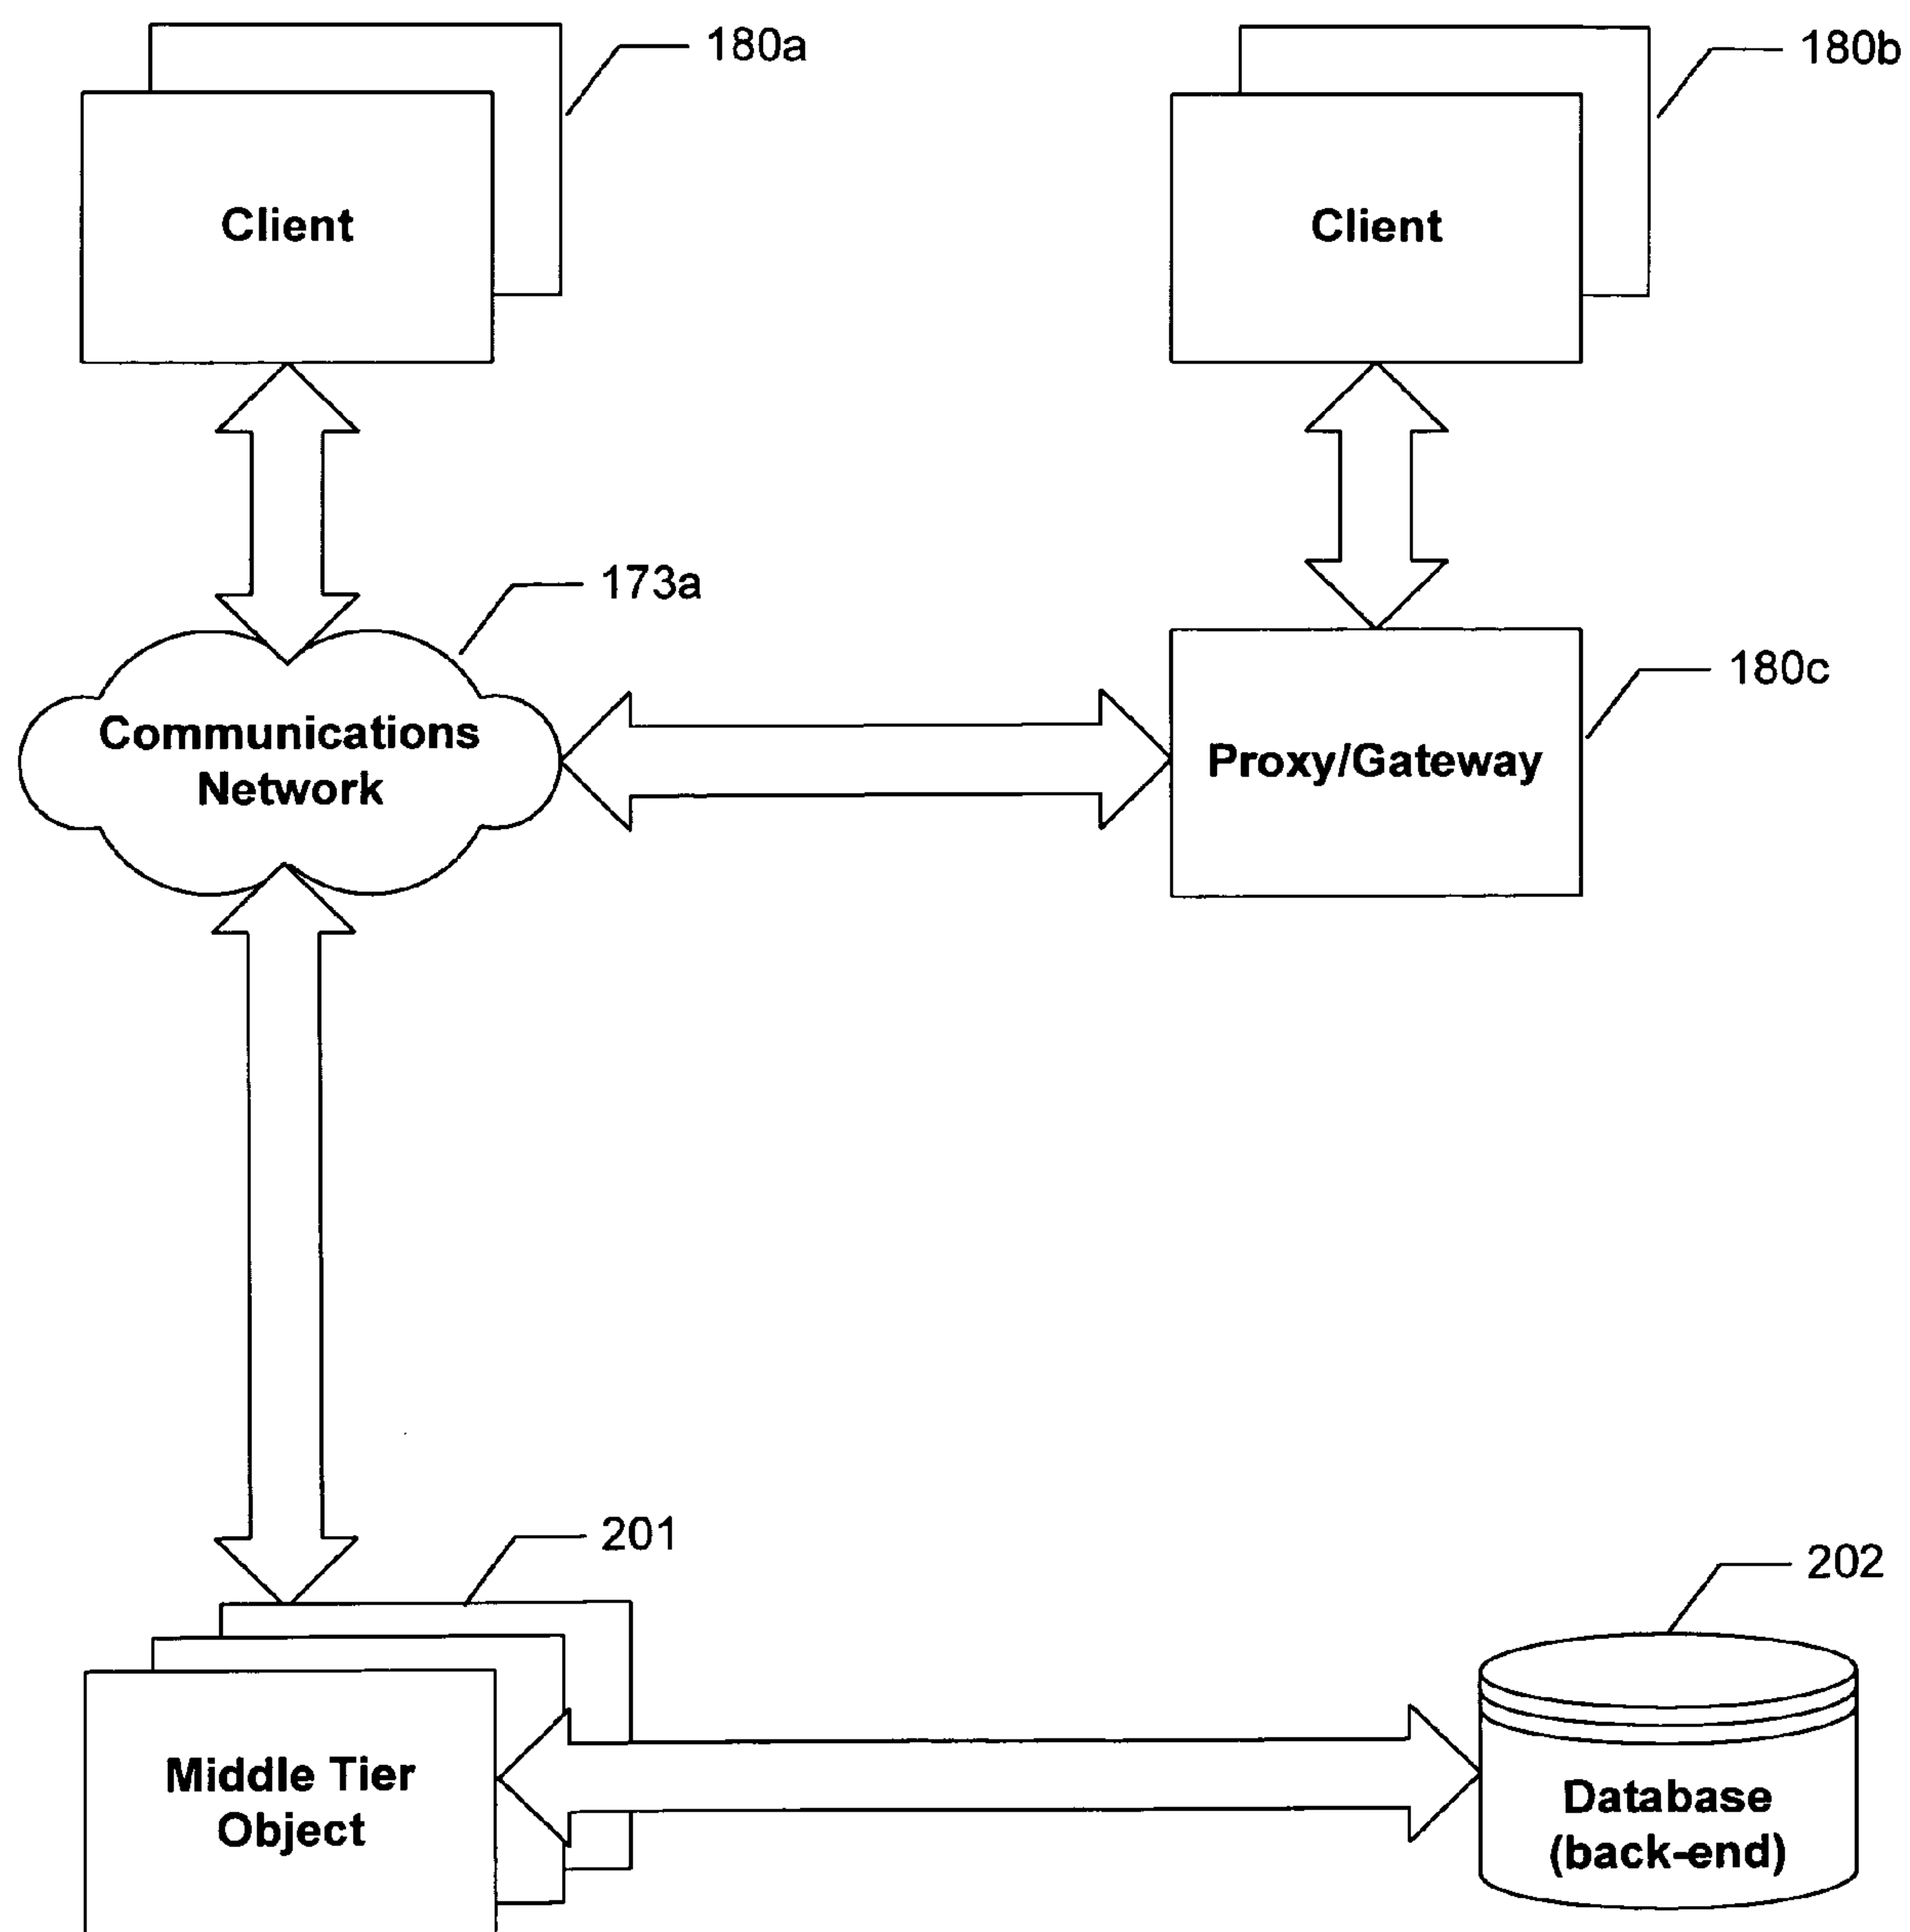 180a
180b
Client
Client
173a
180c
Communications
Network
Proxy/Gateway
201
202
Middle Tier
Object
Database
(back-end)